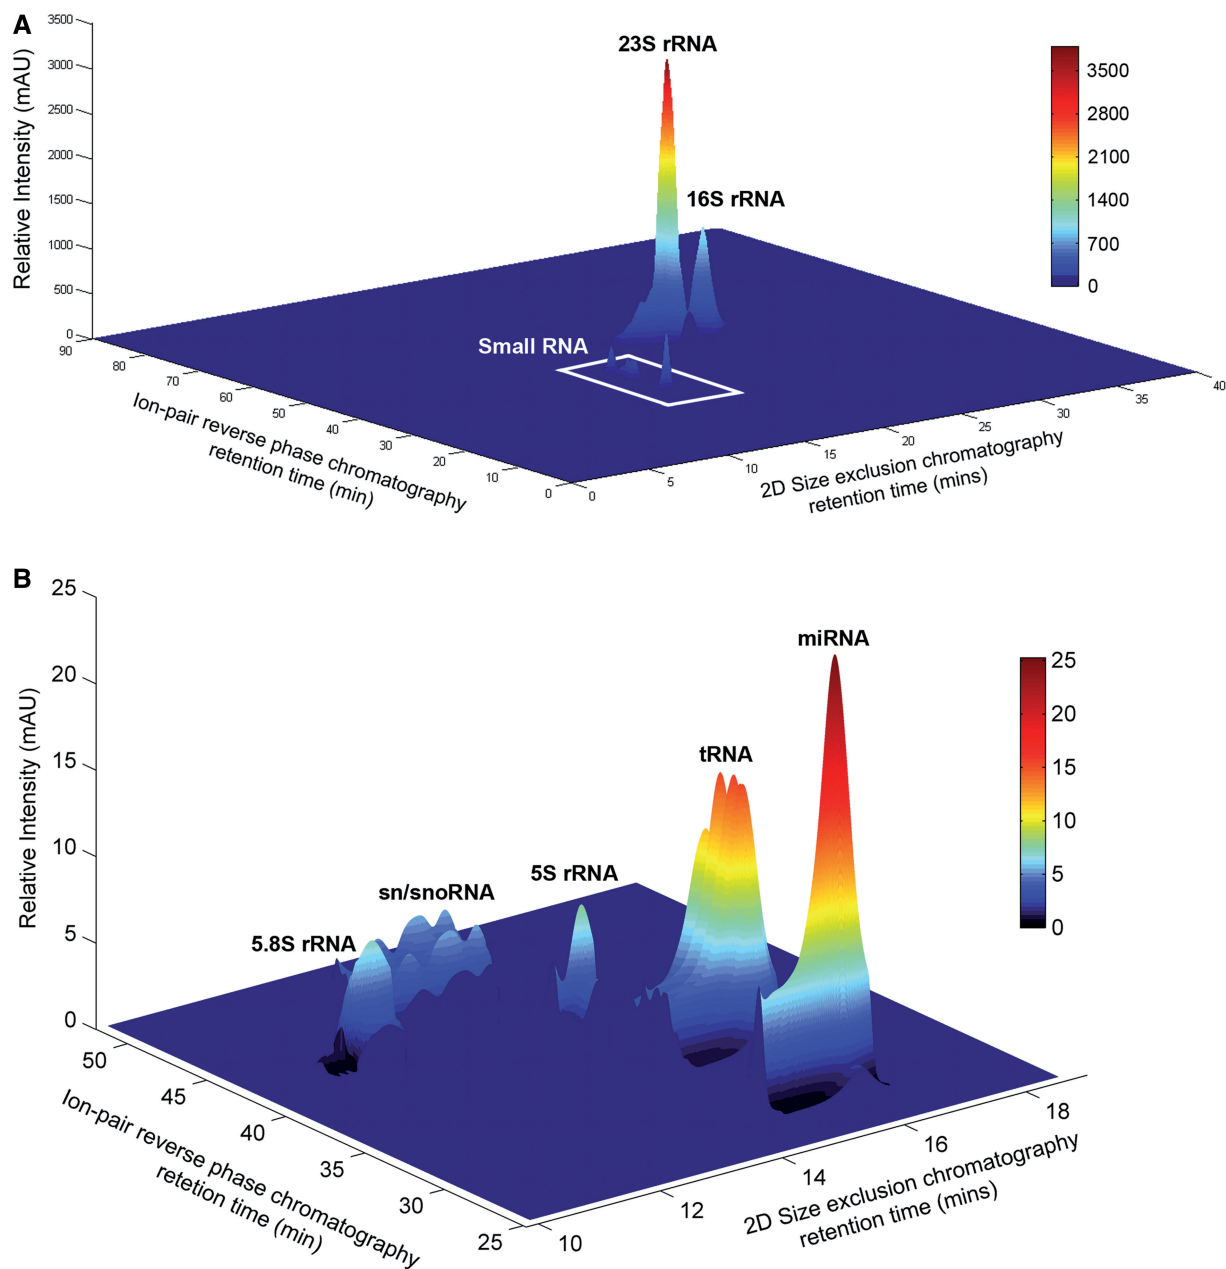 A
3500
3000
2500
2000
1500
1000
500
0
Relative Intensity (mAU)
23S rRNA
16S rRNA
Small RNA
3500
2800
2100
1400
700
0
90
80
70
60
50
40
30
20
10
0
Ion-pair reverse phase chromatography
retention time (min)
0
5
10
15
20
25
30
35
40
2D Size exclusion chromatography
retention time (mins)
B
25
20
15
10
5
0
Relative Intensity (mAU)
miRNA
tRNA
5S rRNA
sn/snoRNA
5.8S rRNA
25
20
15
10
5
0
50
45
40
35
30
25
Ion-pair reverse phase chromatography
retetion time (min)
10
12
14
16
18
2D Size exclusion chromatography
retention time (mins)